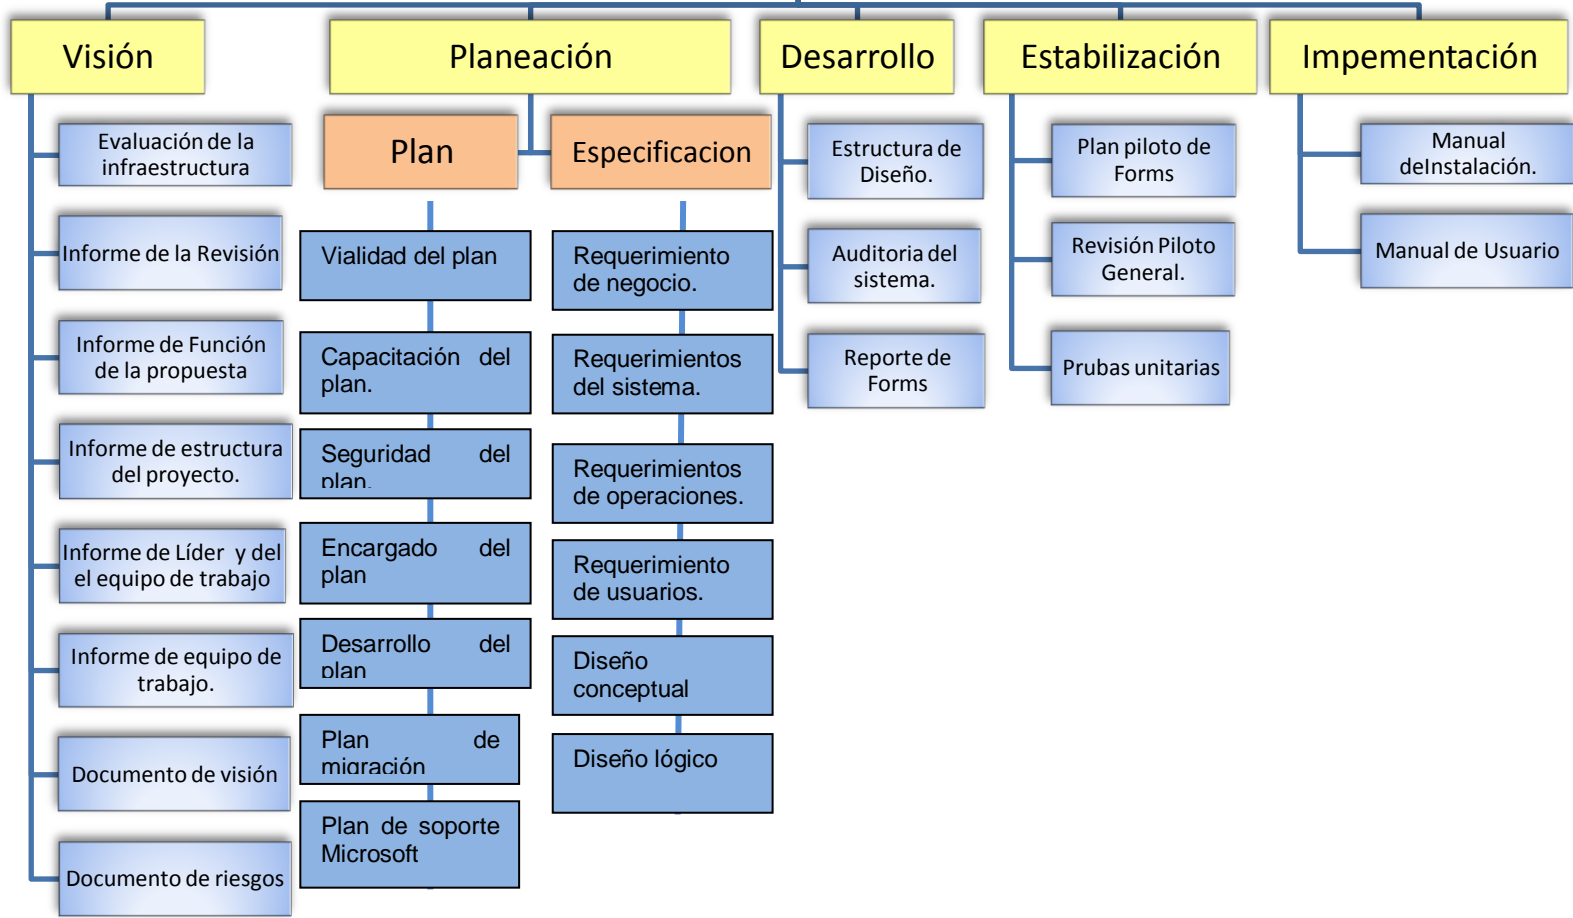 Visión
Evaluación de la
infraestructura
Informe de la Revisión
Informe de Función
de la propuesta
Informe de estructura
del proyecto.
Informe de Líder y del
el equipo de trabajo
Informe de equipo de
trabajo.
Documento de visión
Documento de riesgos
Planeación
Plan
Vialidad del plan
Capacitación del
plan.
Seguridad del
plan.
Encargado del
plan
Desarrollo del
plan
Plan de
migración
Plan de soporte
Microsoft
Especificacion
Requerimiento
de negocio.
Requerimientos
del sistema.
Requerimientos
de operaciones.
Requerimiento
de usuarios.
Diseño
conceptual
Diseño lógico
Desarrollo
Estructura de
Diseño.
Auditoria del
sistema.
Reporte de
Forms
Estabilización
Plan piloto de
Forms
Revisión Piloto
General.
Prubas unitarias
Impementación
Manual
deInstalación.
Manual de Usuario